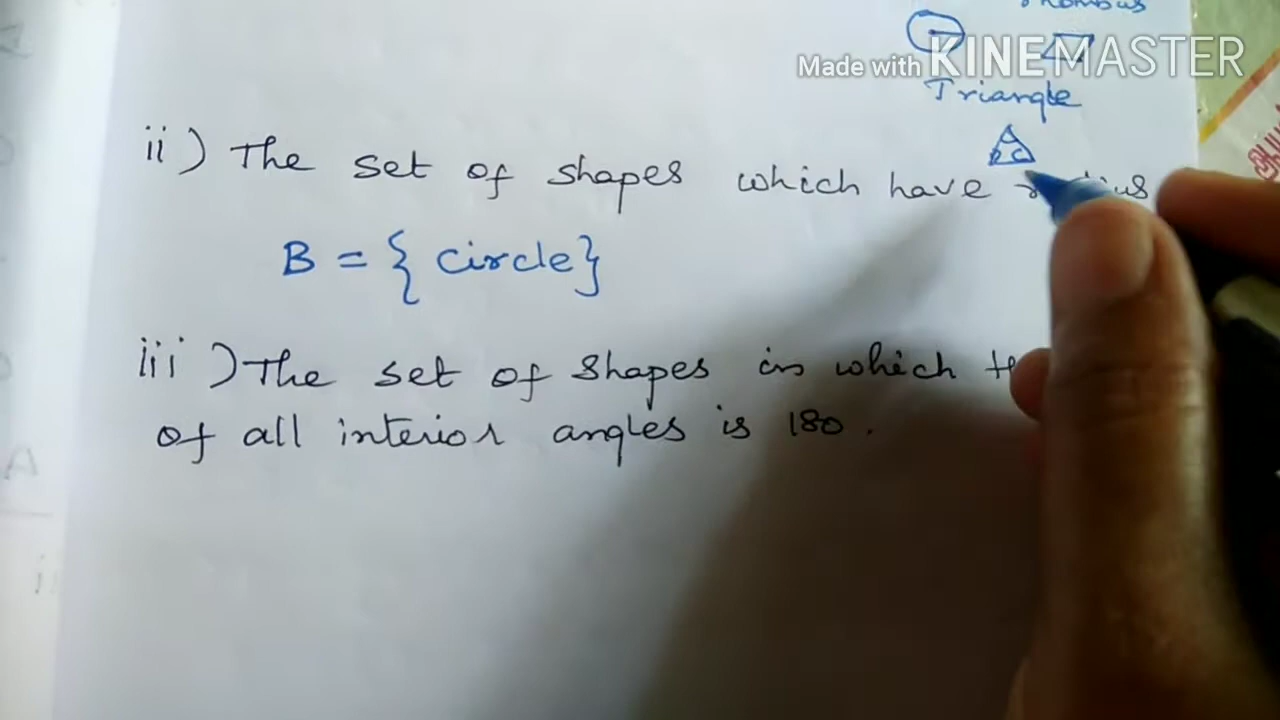 Made with KINEMASTER
Triangle
ii) The set of shapes which have radius
B = { circle}
iii) The set of shapes in which
of all interior angles is 180.